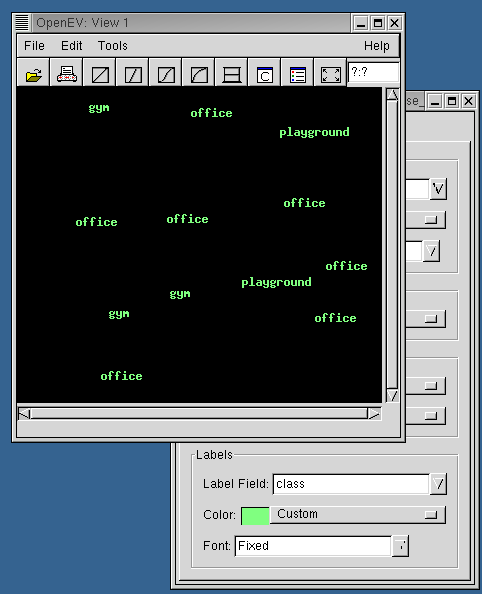 OpenEV: View 1
File Edit Tools Help
?:?
se_
gym
office
playground
office
office
office
office
playground
gym
gym
office
office
Labels
Label Field: class
Color: Custom
Font: Fixed